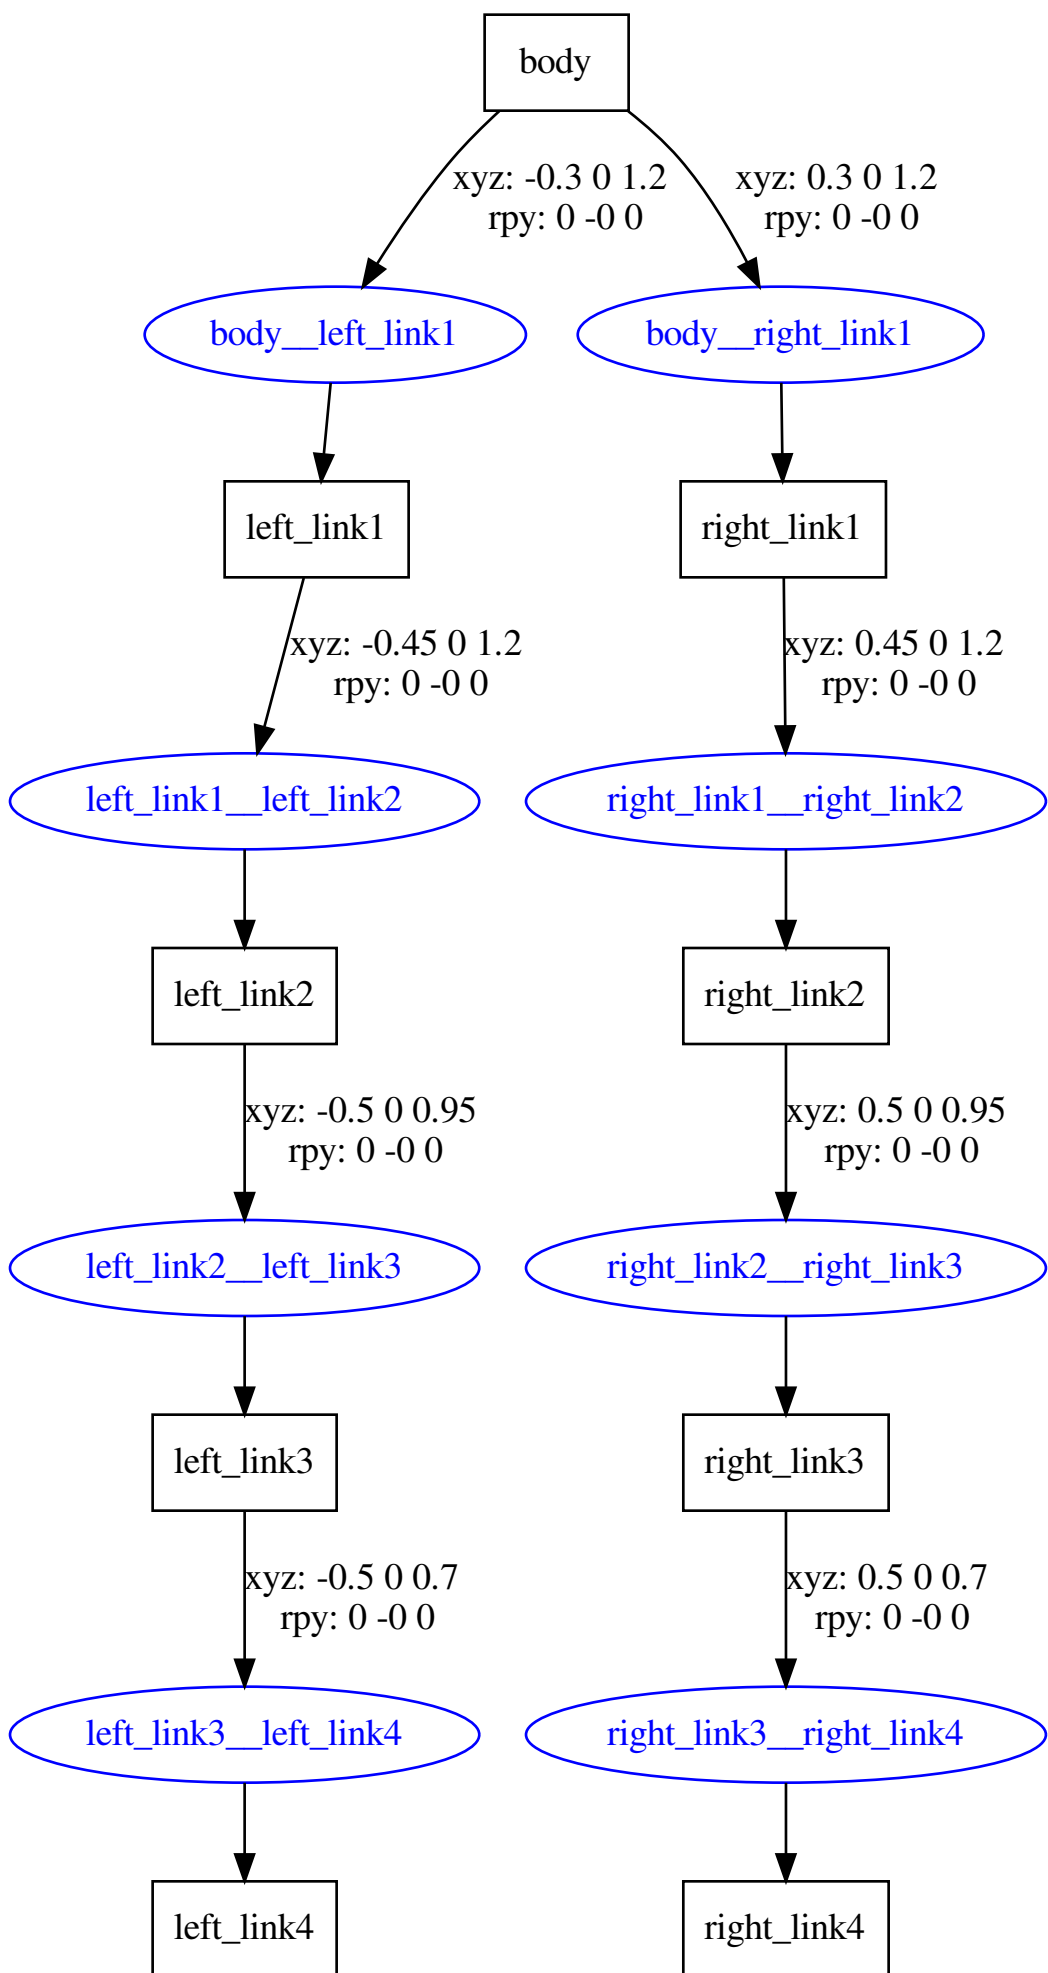 body
xyz: -0.3 0 1.2
rpy: 0 -0 0
xyz: 0.3 0 1.2
rpy: 0 -0 0
body__left_link1
body__right_link1
left_link1
right_link1
xyz: -0.45 0 1.2
rpy: 0 -0 0
xyz: 0.45 0 1.2
rpy: 0 -0 0
left_link1__left_link2
right_link1__right_link2
left_link2
right_link2
xyz: -0.5 0 0.95
rpy: 0 -0 0
xyz: 0.5 0 0.95
rpy: 0 -0 0
left_link2__left_link3
right_link2__right_link3
left_link3
right_link3
xyz: -0.5 0 0.7
rpy: 0 -0 0
xyz: 0.5 0 0.7
rpy: 0 -0 0
left_link3__left_link4
right_link3__right_link4
left_link4
right_link4